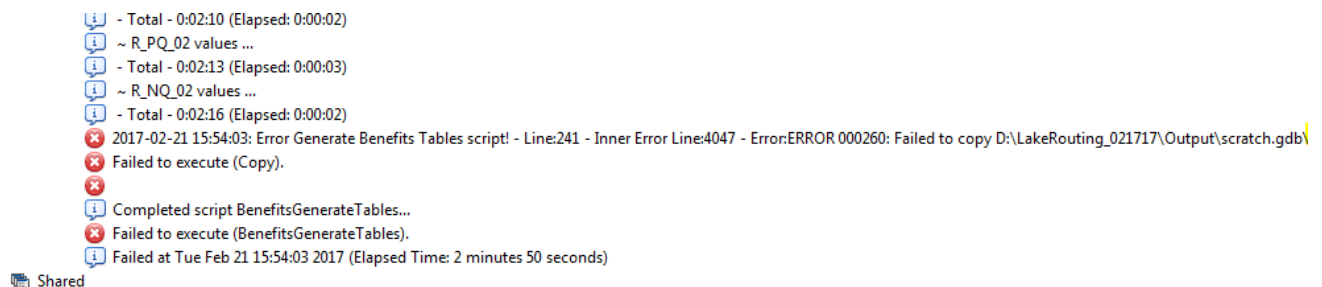 - Total - 0:02:10 (Elapsed: 0:00:02)
~ R_PQ_02 values ...
- Total - 0:02:13 (Elapsed: 0:00:03)
~ R_NQ_02 values ...
- Total - 0:02:16 (Elapsed: 0:00:02)
2017-02-21 15:54:03: Error Generate Benefits Tables script! - Line:241 - Inner Error Line:4047 - Error:ERROR 000260: Failed to copy D:\LakeRouting_021717\Output\scratch.gdb\
Failed to execute (Copy).
Completed script BenefitsGenerateTables...
Failed to execute (BenefitsGenerateTables).
Failed at Tue Feb 21 15:54:03 2017 (Elapsed Time: 2 minutes 50 seconds)
Shared